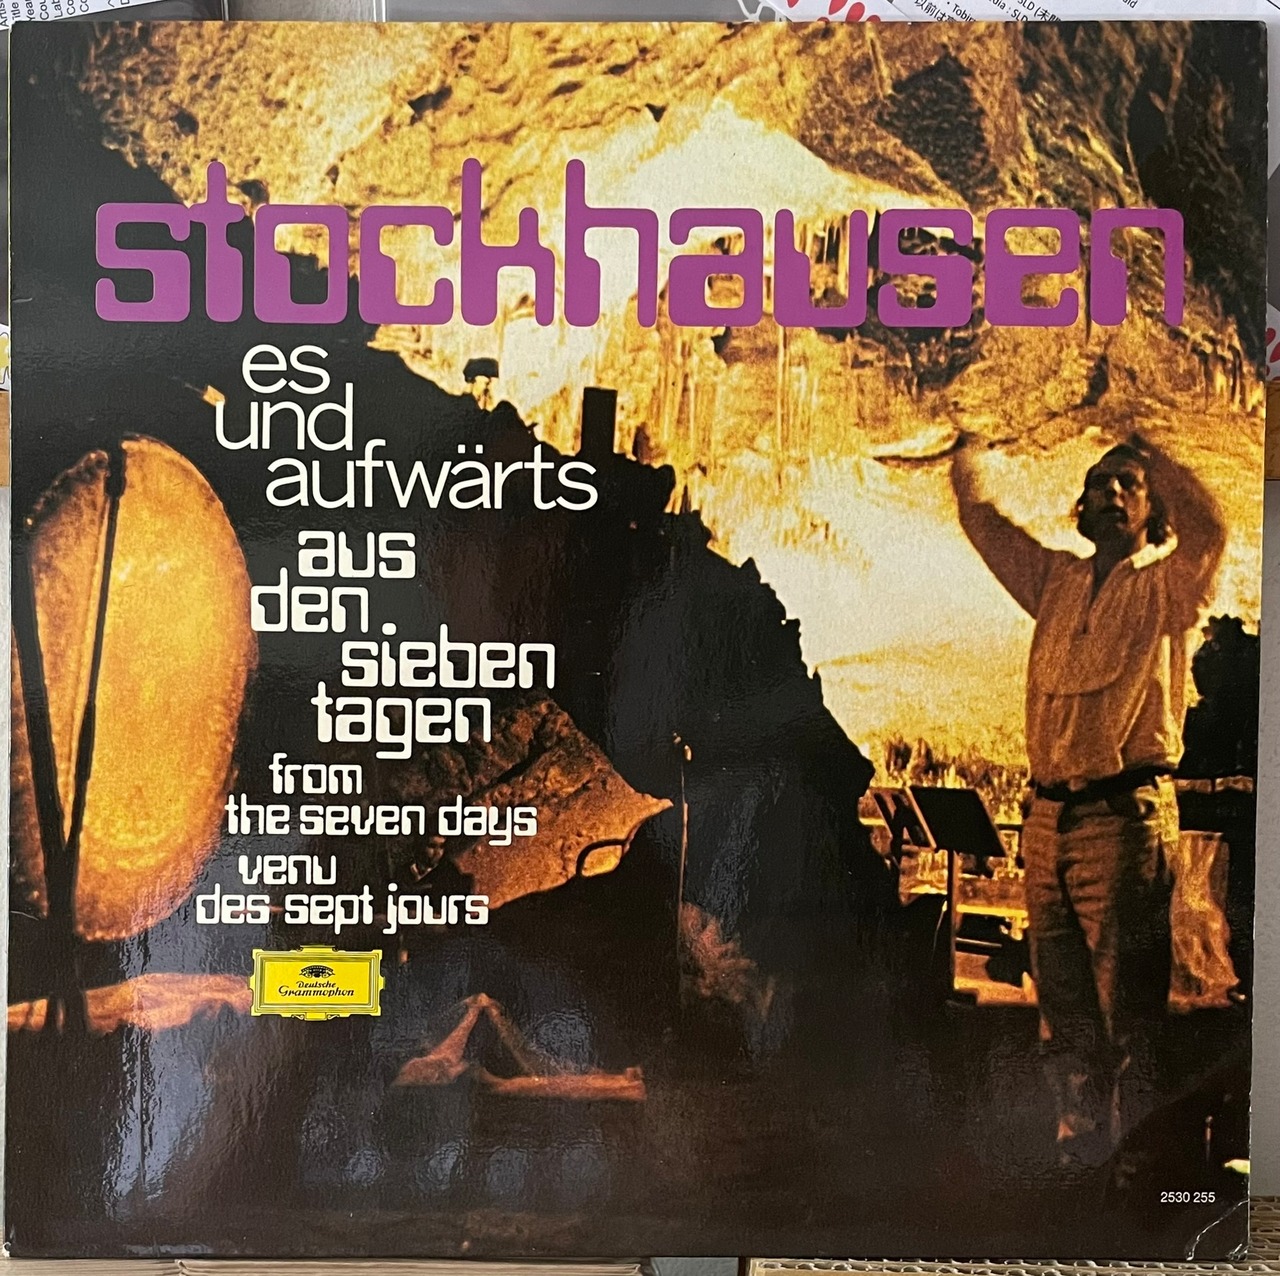 stockhausen
es
und
aufwärts
aus
den
sieben
tagen
from
the seven days
venu
des sept jours
Deutsche
Grammophon
2530 255